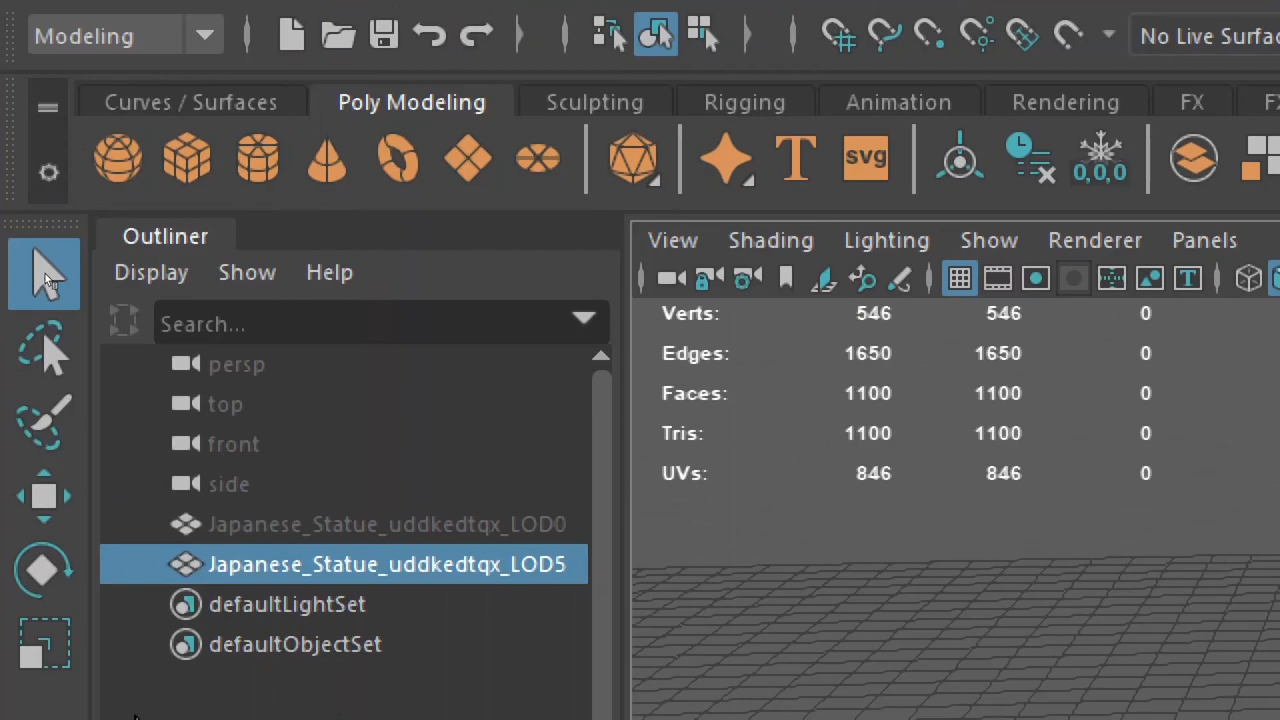 Modeling
No Live Surfac
Curves / Surfaces Poly Modeling Sculpting Rigging Animation Rendering FX
T svg 0,0,0
Outliner
Display Show Help
Search...
persp
top
front
side
Japanese_Statue_uddkedtqx_LOD0
Japanese_Statue_uddkedtqx_LOD5
defaultLightSet
defaultObjectSet
View Shading Lighting Show Renderer Panels
T
Verts: 546 546 0
Edges: 1650 1650 0
Faces: 1100 1100 0
Tris: 1100 1100 0
UVs: 846 846 0